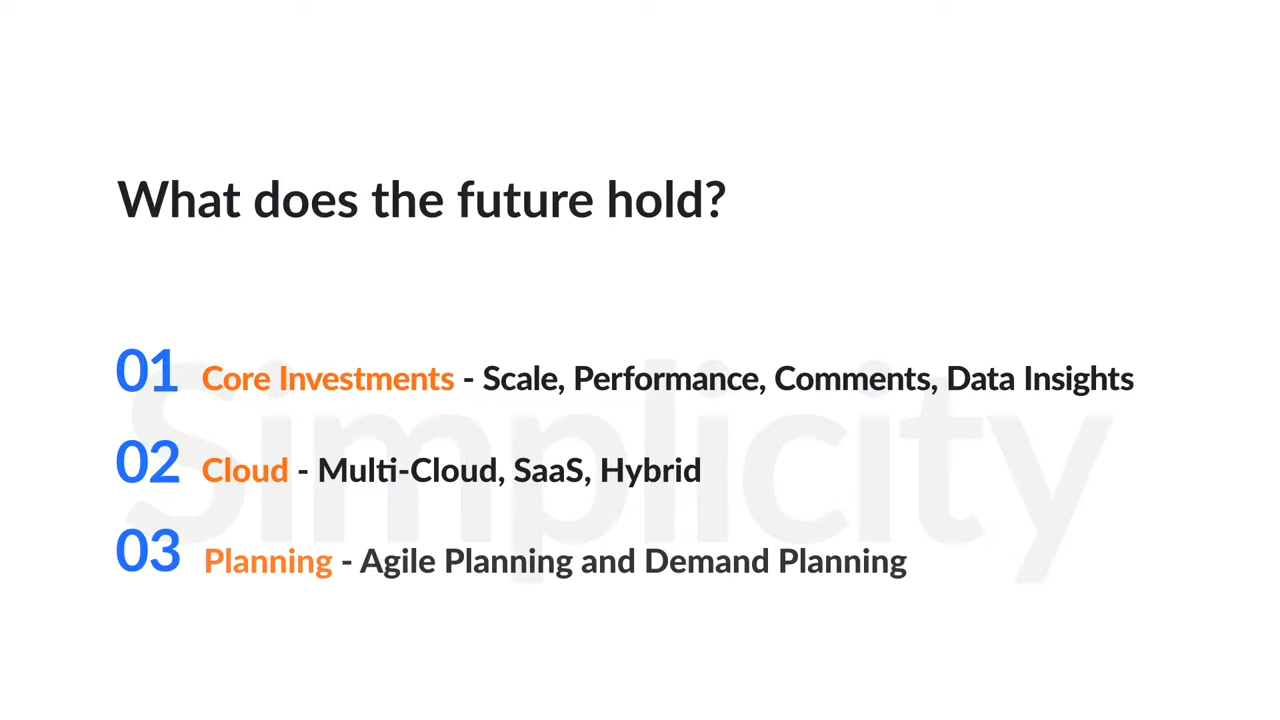 What does the future hold?
Simplicity
01 Core Investments - Scale, Performance, Comments, Data Insights
02 Cloud - Multi-Cloud, SaaS, Hybrid
03 Planning - Agile Planning and Demand Planning